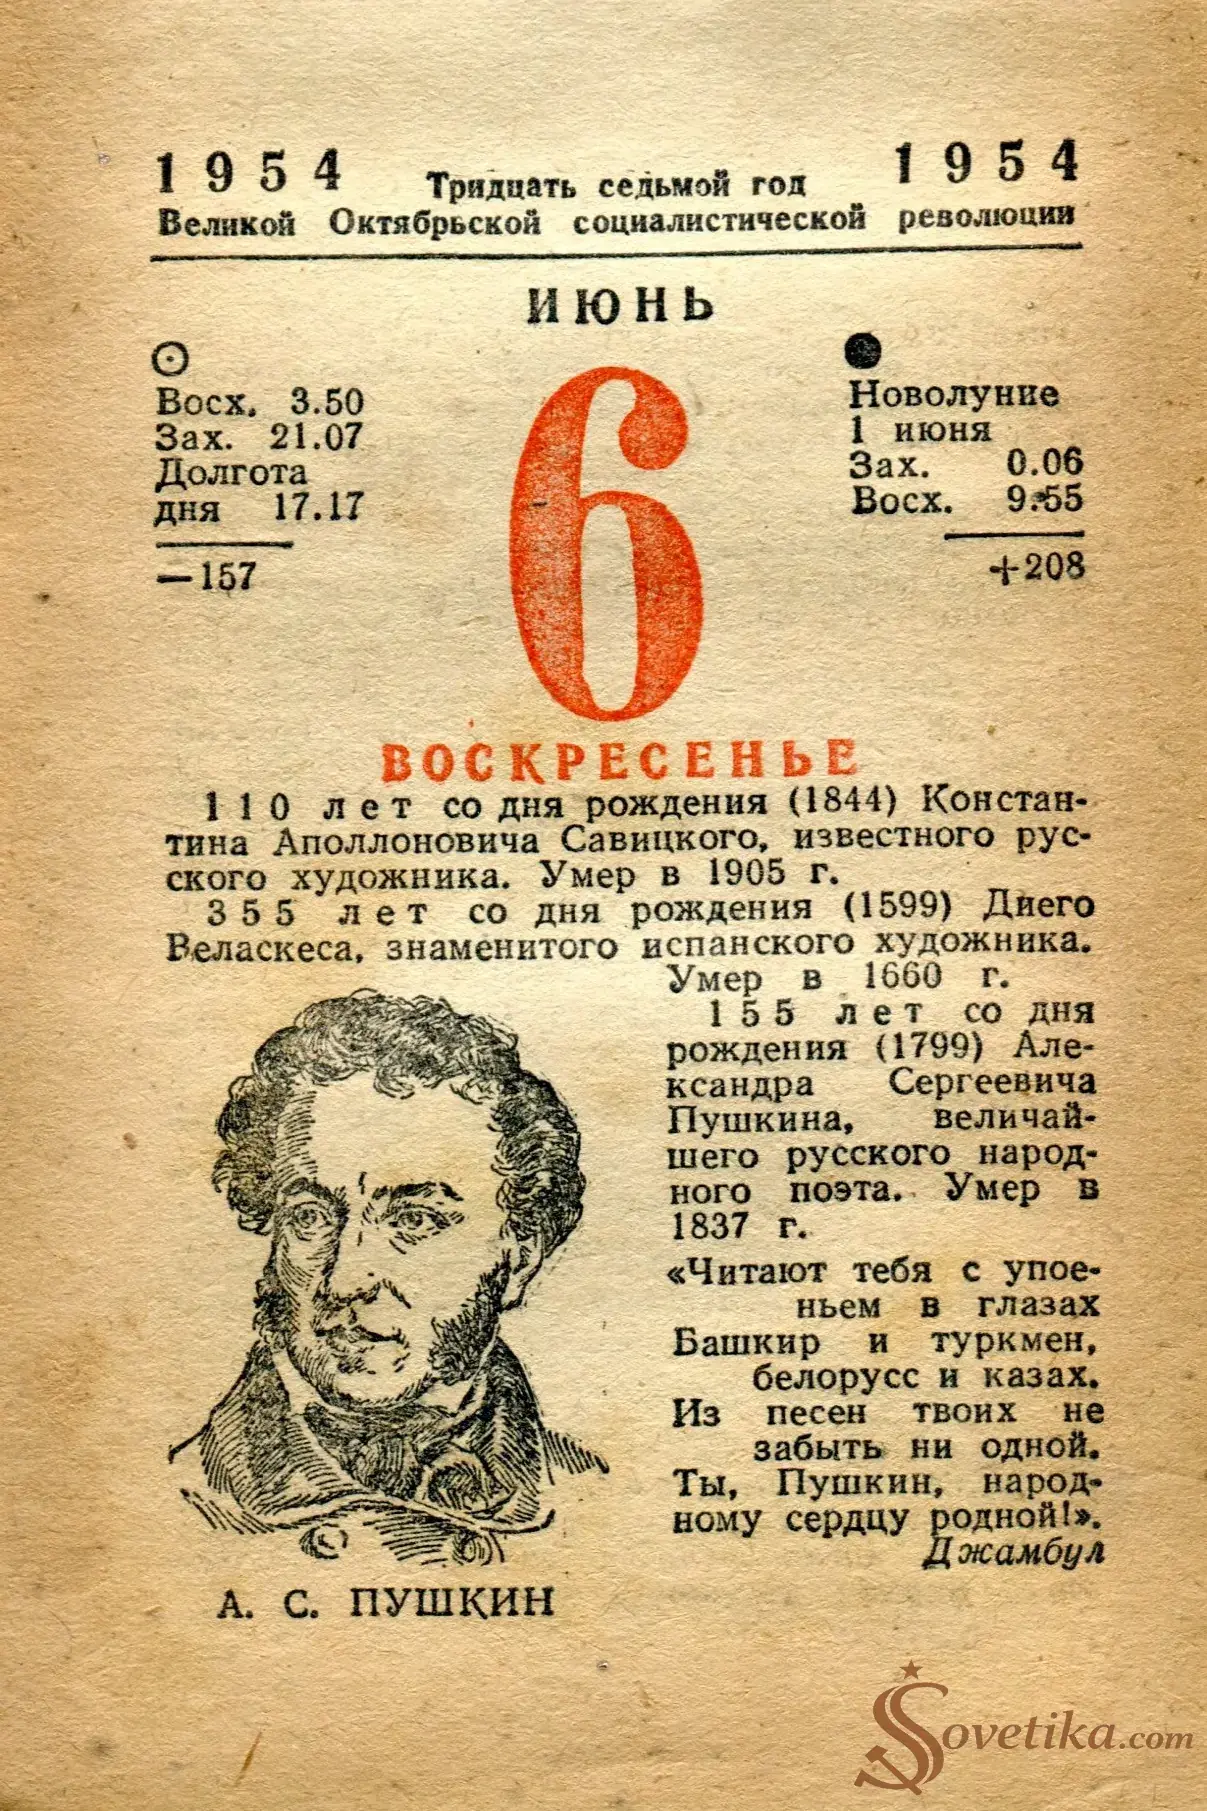 1954 Тридцать седьмой год 1954
Великой Октябрьской социалистической революции
ИЮНЬ
Восх. 3.50
Зах. 21.07
Долгота
дня 17.17
—157
6
Новолуние
1 июня
Зах. 0.06
Восх. 9.55
+208
ВОСКРЕСЕНЬЕ
110 лет со дня рождения (1844) Констан-
тина Аполлоновича Савицкого, известного рус-
ского художника. Умер в 1905 г.
355 лет со дня рождения (1599) Диего
Веласкеса, знаменитого испанского художника.
Умер в 1660 г.
155 лет со дня
рождения (1799) Але-
ксандра Сергеевича
Пушкина, величай-
шего русского народ-
ного поэта. Умер в
1837 г.
«Читают тебя с упое-
ньем в глазах
Башкир и туркмен,
белорусс и казах.
Из песен твоих не
забыть ни одной.
Ты, Пушкин, народ-
ному сердцу родной!».
Джамбул
А. С. ПУШКИН
Sovetika.com